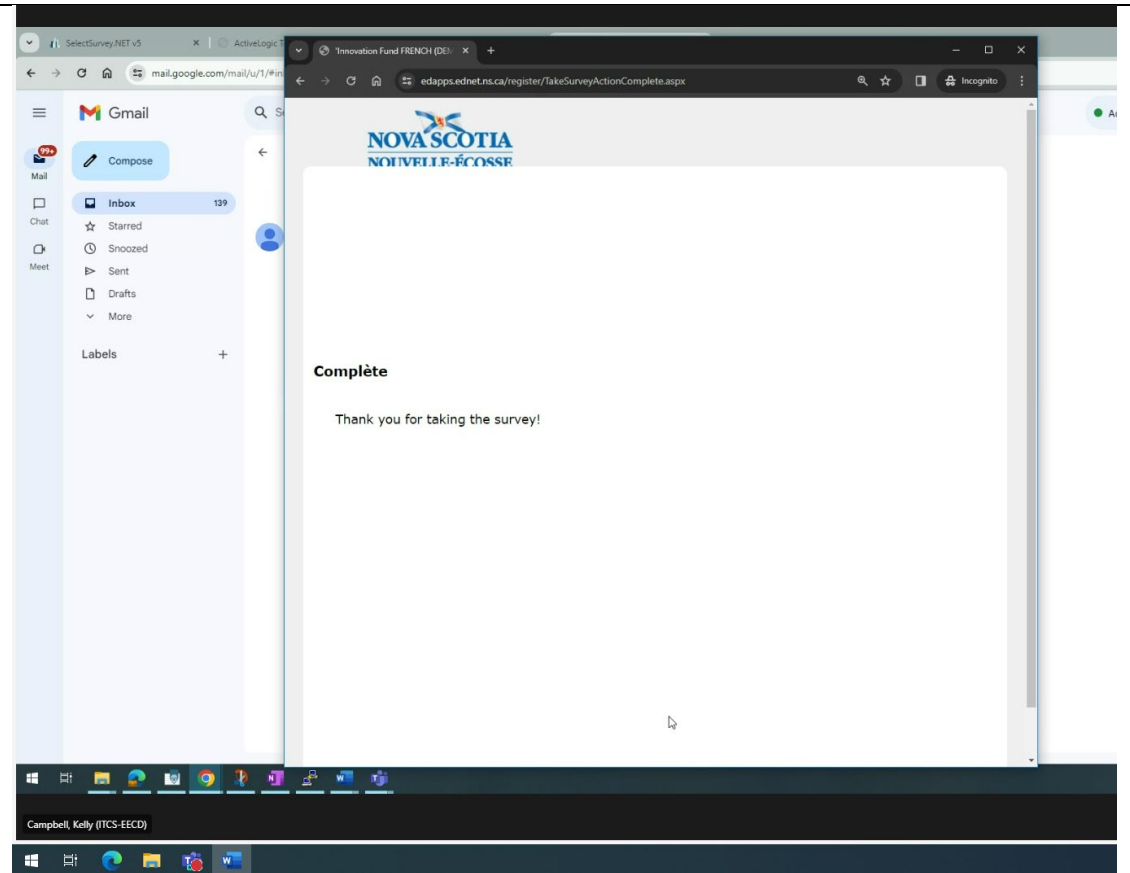 SelectSurvey.NET v5
ActiveLogic T
'Innovation Fund FRENCH (DEM
mail.google.com/mail/u/1/#in
edapps.ednet.ns.ca/register/TakeSurveyActionComplete.aspx
Incognito
Gmail
NOVA SCOTIA
NOUVELLE-ÉCOSSE
99+
Mail
Compose
Inbox 139
Chat
Starred
Snoozed
Meet
Sent
Drafts
More
Labels
Complète
Thank you for taking the survey!
Campbell, Kelly (ITCS-EECD)